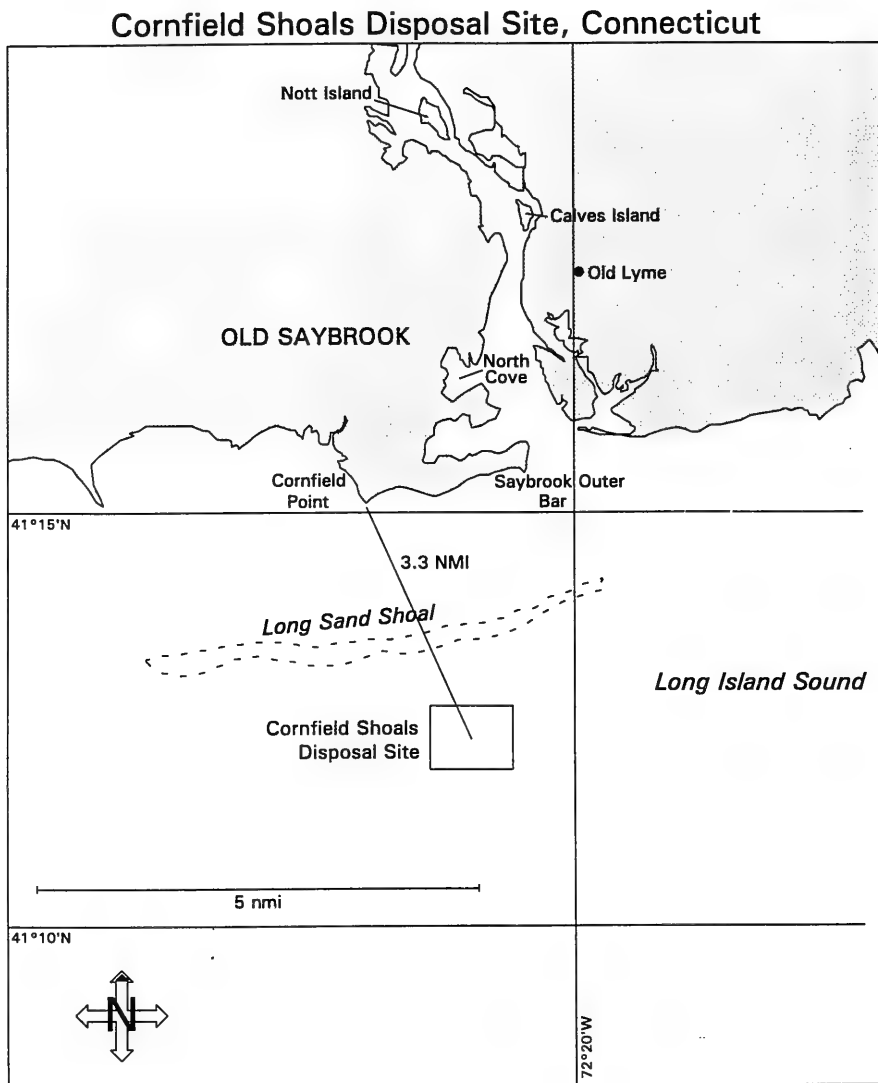 Cornfield Shoals Disposal Site, Connecticut
Nott Island
Calves Island
Old Lyme
OLD SAYBROOK
North
Cove
Cornfield
Point
Saybrook Outer
Bar
41°15'N
3.3 NMI
Long Sand Shoal
Long Island Sound
Cornfield Shoals
Disposal Site
5 nmi
41°10'N
N
72°20'W